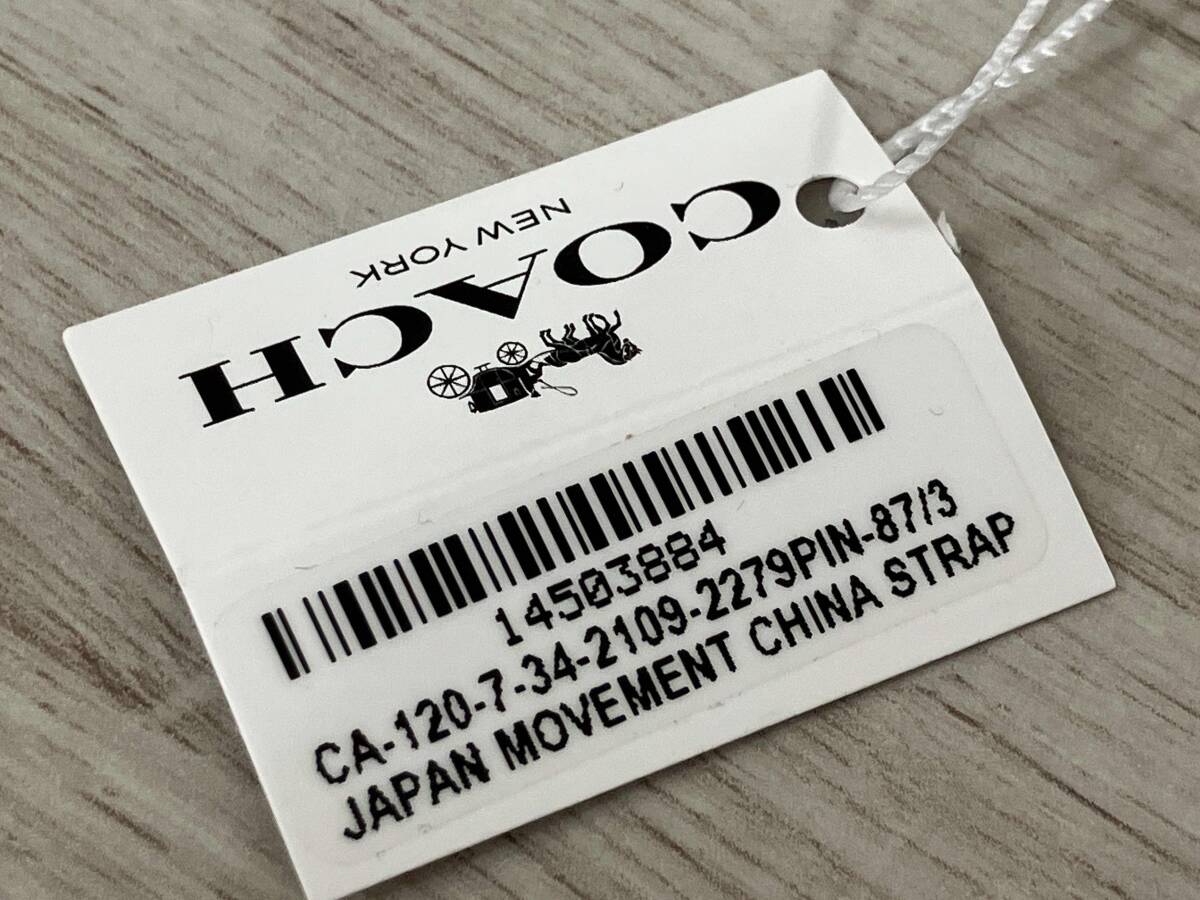 COACH
NEW YORK
14503884
CA-120-7-34-2109-2279PIN-87/3
JAPAN MOVEMENT CHINA STRAP